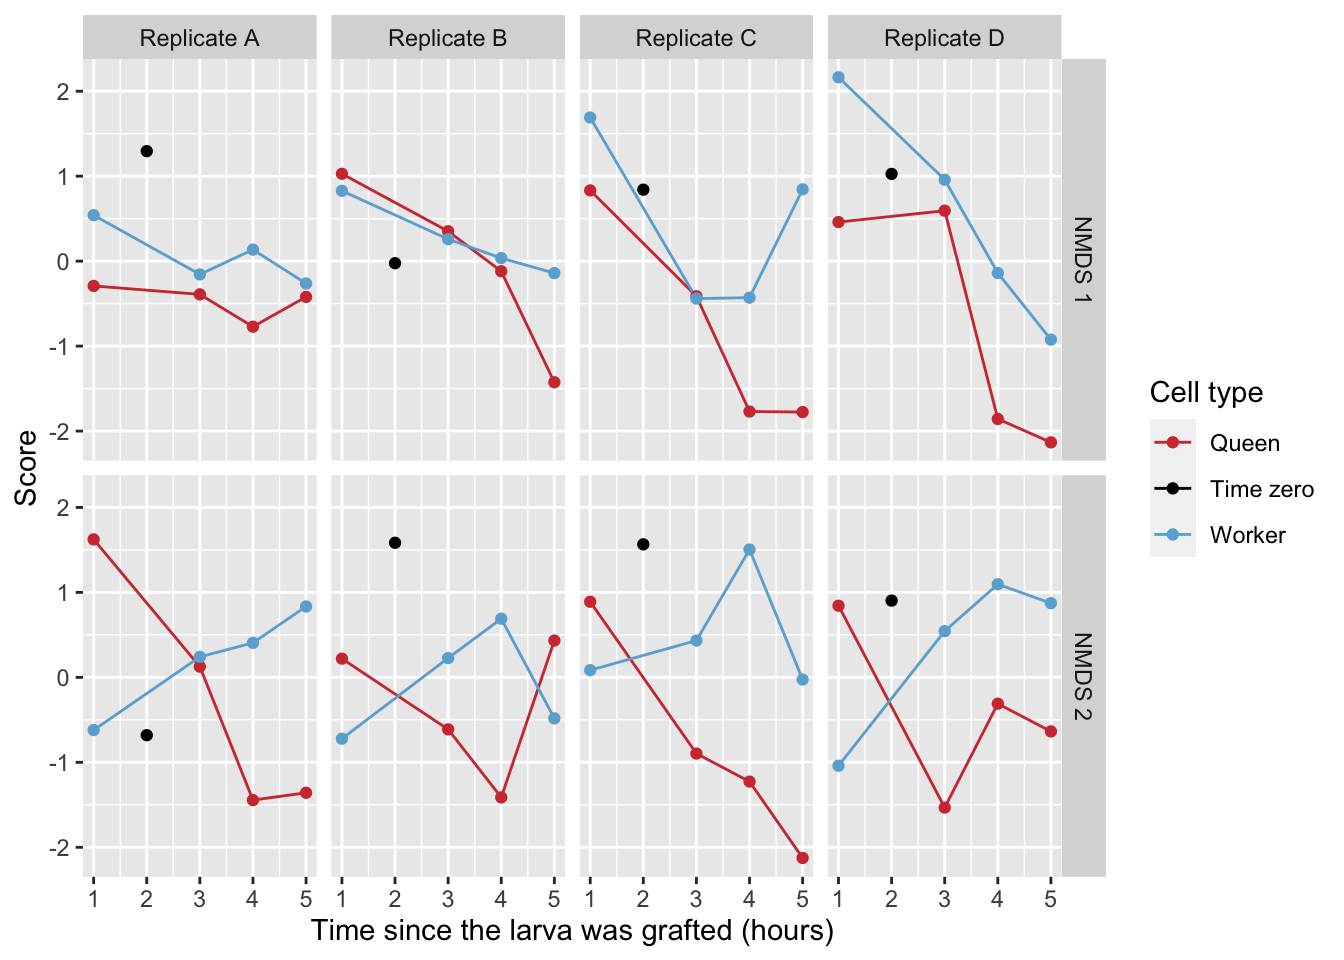 Replicate A Replicate B Replicate C Replicate D
2
1
0
-1
-2
NMDS 1
Score
2
1
0
-1
-2
NMDS 2
1 2 3 4 5 1 2 3 4 5 1 2 3 4 5 1 2 3 4 5
Time since the larva was grafted (hours)
Cell type
Queen
Time zero
Worker